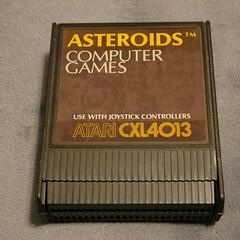 ASTEROIDS™
COMPUTER
GAMES
USE WITH JOYSTICK CONTROLLERS
ATARI CXL4013